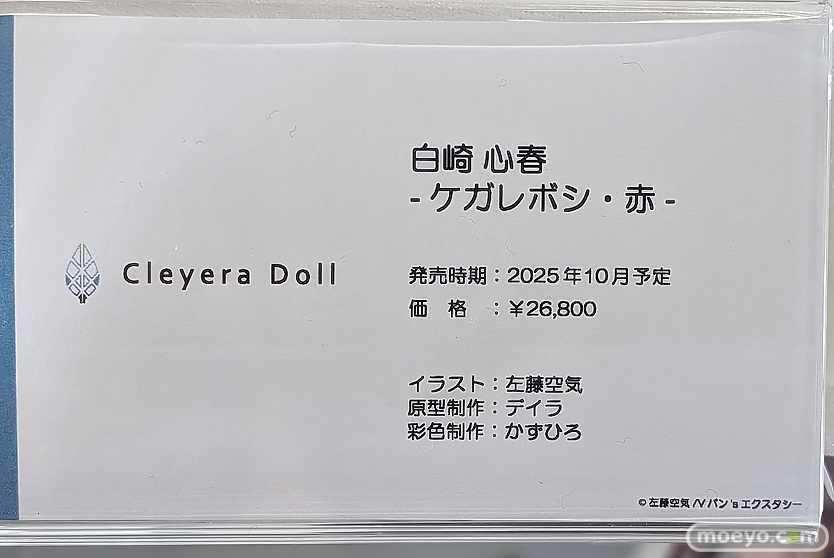 白崎 心春
-ケガレボシ・赤-
Cleyera Doll
発売時期：2025年10月予定
価　格　：￥26,800
イラスト：左藤空気
原型制作：デイラ
彩色制作：かずひろ
©左藤空気/Vパン'sエクスタシー
moeyo.com